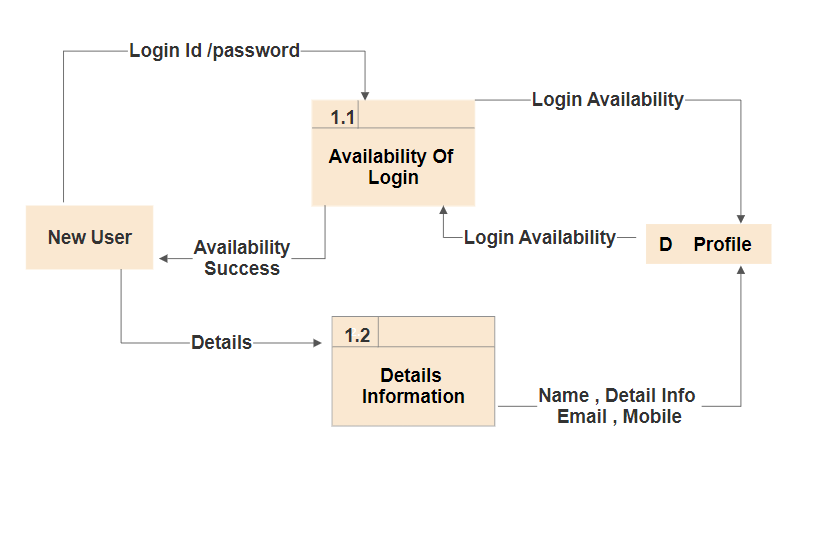 Login Id /password
Login Availability
1.1
Availability Of
Login
New User
Login Availability
D Profile
Availability
Success
Details
1.2
Details
Information
Name , Detail Info
Email , Mobile